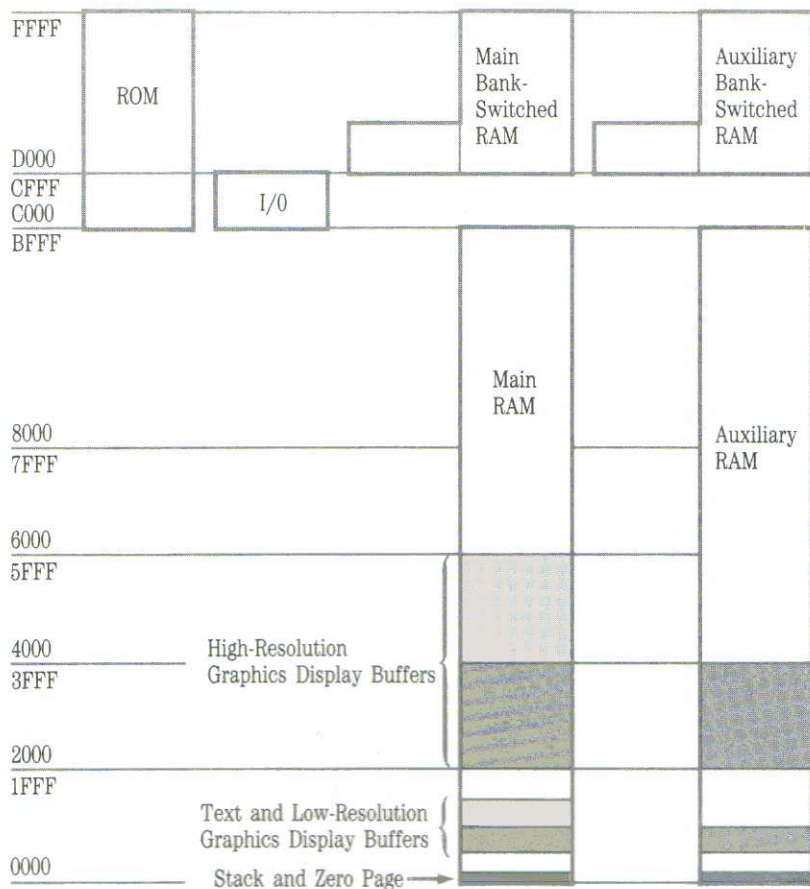 FFFF
ROM
Main
Bank-
Switched
RAM
Auxiliary
Bank-
Switched
RAM
D000
CFFF
C000
BFFF
I/0
Main
RAM
Auxiliary
RAM
8000
7FFF
6000
5FFF
High-Resolution
Graphics Display Buffers
4000
3FFF
2000
1FFF
Text and Low-Resolution
Graphics Display Buffers
0000
Stack and Zero Page